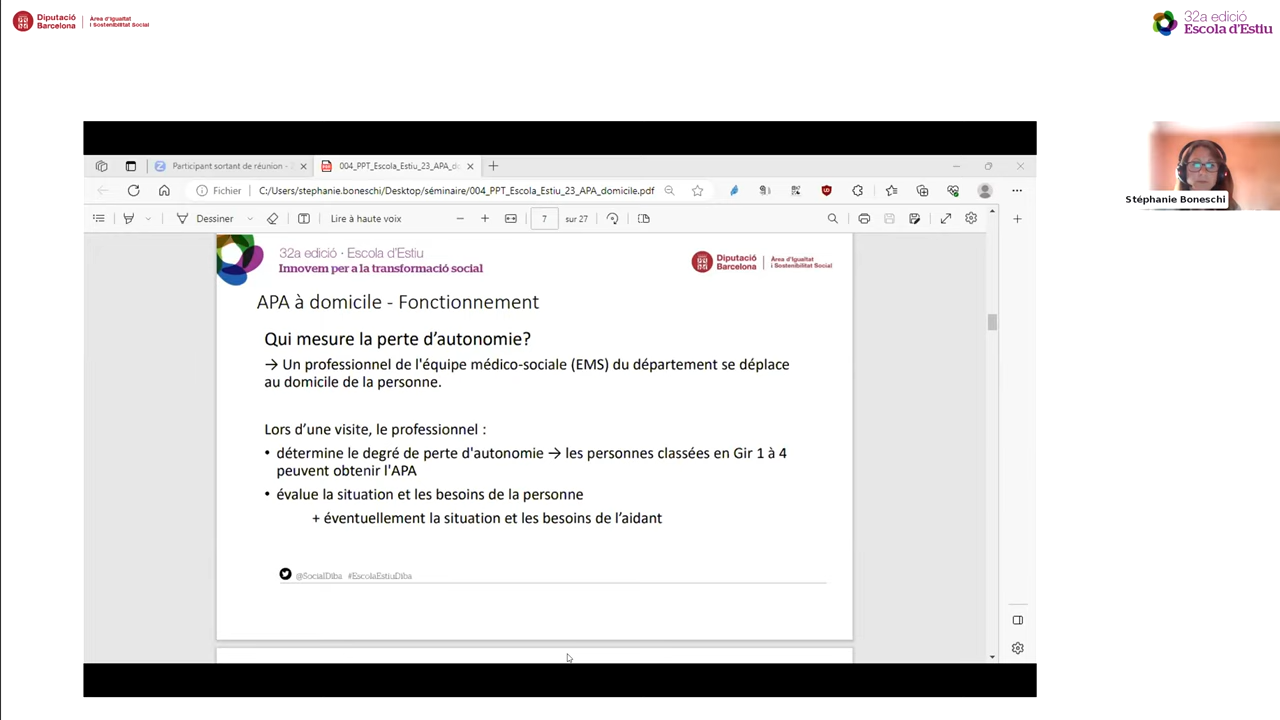 Diputació
Barcelona
Àrea d'Igualtat
i Sostenibilitat Social
32a edició
Escola d'Estiu
Participant sortant de réunion -
004_PPT_Escola_Estiu_23_APA_do
Fichier
C:/Users/stephanie.boneschi/Desktop/séminaire/004_PPT_Escola_Estiu_23_APA_domicile.pdf
Dessiner
Lire à haute voix
7
sur 27
Stéphanie Boneschi
32a edició · Escola d'Estiu
Innovem per a la transformació social
Diputació
Barcelona
Àrea d'Igualtat
i Sostenibilitat Social
APA à domicile - Fonctionnement
Qui mesure la perte d'autonomie?
→ Un professionnel de l'équipe médico-sociale (EMS) du département se déplace
au domicile de la personne.
Lors d'une visite, le professionnel :
• détermine le degré de perte d'autonomie → les personnes classées en Gir 1 à 4
peuvent obtenir l'APA
• évalue la situation et les besoins de la personne
+ éventuellement la situation et les besoins de l'aidant
@SocialDiba #EscolaEstiuDiba